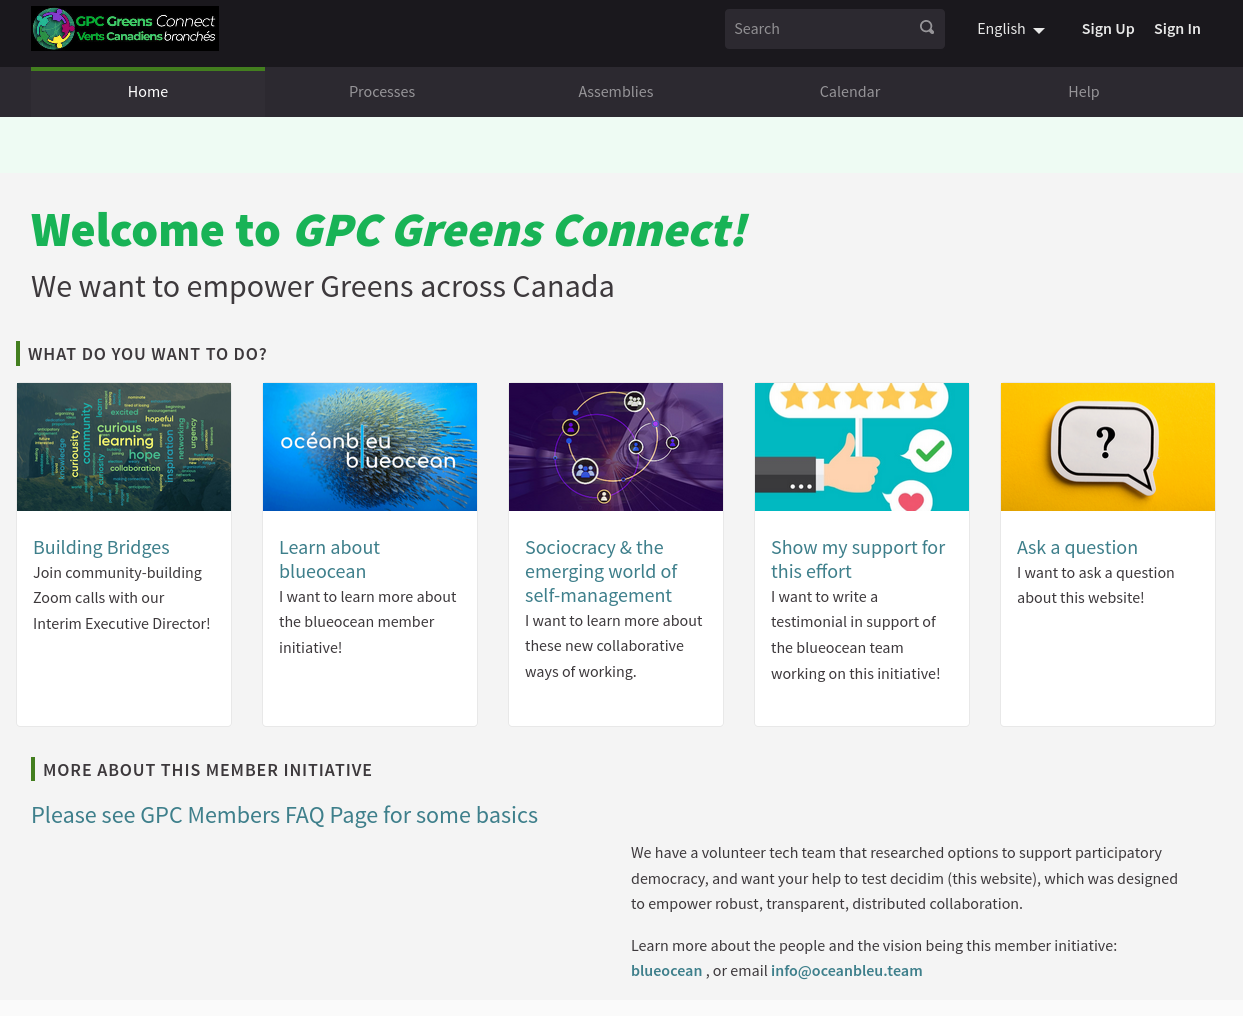 GPC Greens Connect
Verts Canadiens branchés
Search
English
Sign Up
Sign In
Home
Processes
Assemblies
Calendar
Help
Welcome to GPC Greens Connect!
We want to empower Greens across Canada
WHAT DO YOU WANT TO DO?
excited
hopeful
curious
learning
hope
collaboration
community
curiosity
knowledge
inspiration
networking
urgency
océanbleu
blueocean
?
Building Bridges
Join community-building
Zoom calls with our
Interim Executive Director!
Learn about
blueocean
I want to learn more about
the blueocean member
initiative!
Sociocracy & the
emerging world of
self-management
I want to learn more about
these new collaborative
ways of working.
Show my support for
this effort
I want to write a
testimonial in support of
the blueocean team
working on this initiative!
Ask a question
I want to ask a question
about this website!
MORE ABOUT THIS MEMBER INITIATIVE
Please see GPC Members FAQ Page for some basics
We have a volunteer tech team that researched options to support participatory
democracy, and want your help to test decidim (this website), which was designed
to empower robust, transparent, distributed collaboration.
Learn more about the people and the vision being this member initiative:
blueocean , or email info@oceanbleu.team